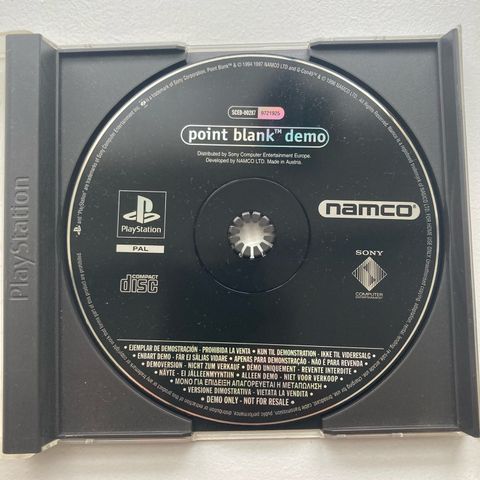 SCED-00287 9721925
point blank™ demo
Distributed by Sony Computer Entertainment Europe.
Developed by NAMCO LTD. Made in Austria.
PlayStation
PlayStation
PAL
namco®
SONY
COMPUTER
COMPACT
disc
• EJEMPLAR DE DEMOSTRACIÓN - PROHIBIDA LA VENTA • KUN TIL DEMONSTRATION - IKKE TIL VIDERESALG
ENBART DEMO - FÅR EJ SÄLJAS VIDARE • APENAS PARA DEMONSTRAÇÃO - NÃO É PARA REVENDA •
DEMOVERSION - NICHT ZUM VERKAUF • DEMO UNIQUEMENT - REVENTE INTERDITE •
• NÄYTE - EI JÄLLEENMYYNTIIN • ALLEEN DEMO - NIET VOOR VERKOOP •
• ΜΟΝΟ ΓΙΑ ΕΠΙΔΕΙΞΗ ΑΠΑΓΟΡΕΥΕΤΑΙ Η ΜΕΤΑΠΩΛΗΣΗ •
• VERSIONE DIMOSTRATIVA - VIETATA LA VENDITA •
• DEMO ONLY - NOT FOR RESALE •